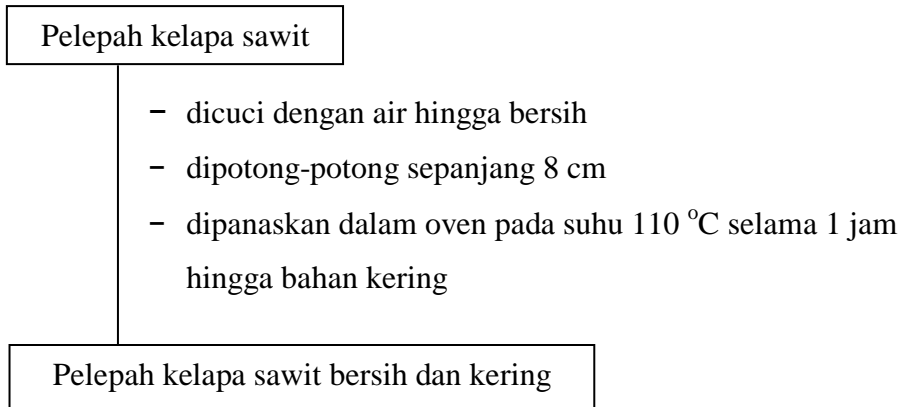 Pelepah kelapa sawit
− dicuci dengan air hingga bersih
− dipotong-potong sepanjang 8 cm
− dipanaskan dalam oven pada suhu 110 °C selama 1 jam
hingga bahan kering
Pelepah kelapa sawit bersih dan kering